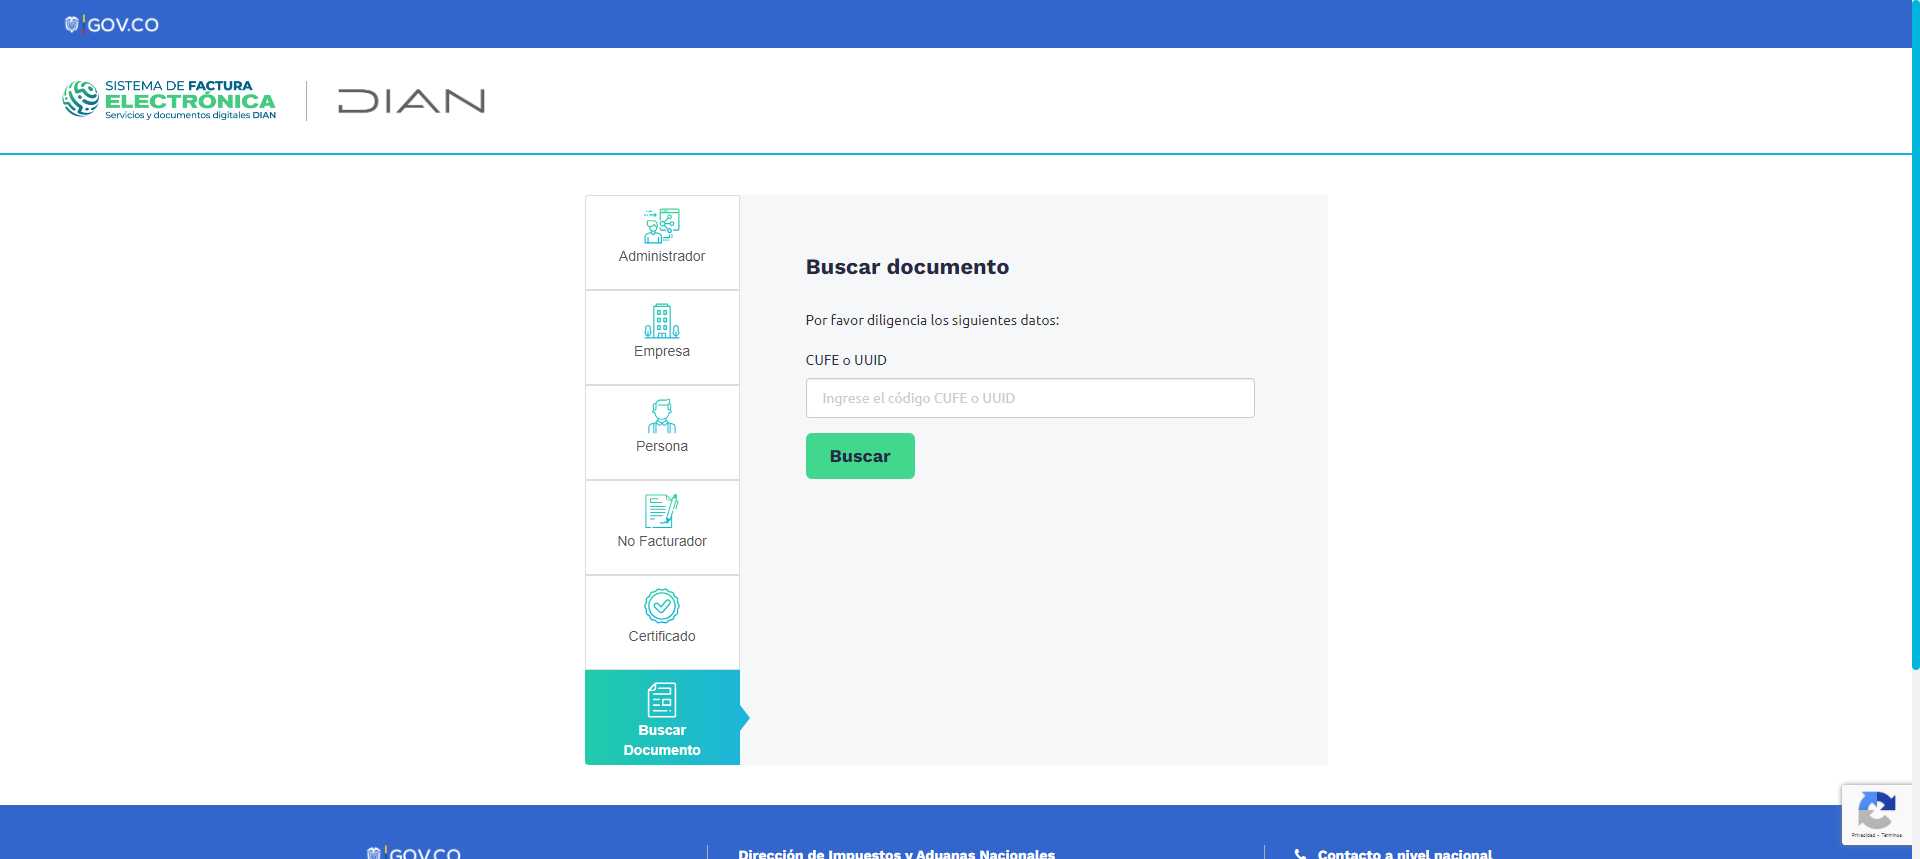 GOV.CO
SISTEMA DE FACTURA
ELECTRÓNICA
Servicios y documentos digitales DIAN
DIAN
Administrador
Empresa
Persona
No Facturador
Certificado
Buscar
Documento
Buscar documento
Por favor diligencia los siguientes datos:
CUFE o UUID
Ingrese el código CUFE o UUID
Buscar
Privacidad - Términos
GOV.CO
Dirección de Impuestos y Aduanas Nacionales
Contacto a nivel nacional